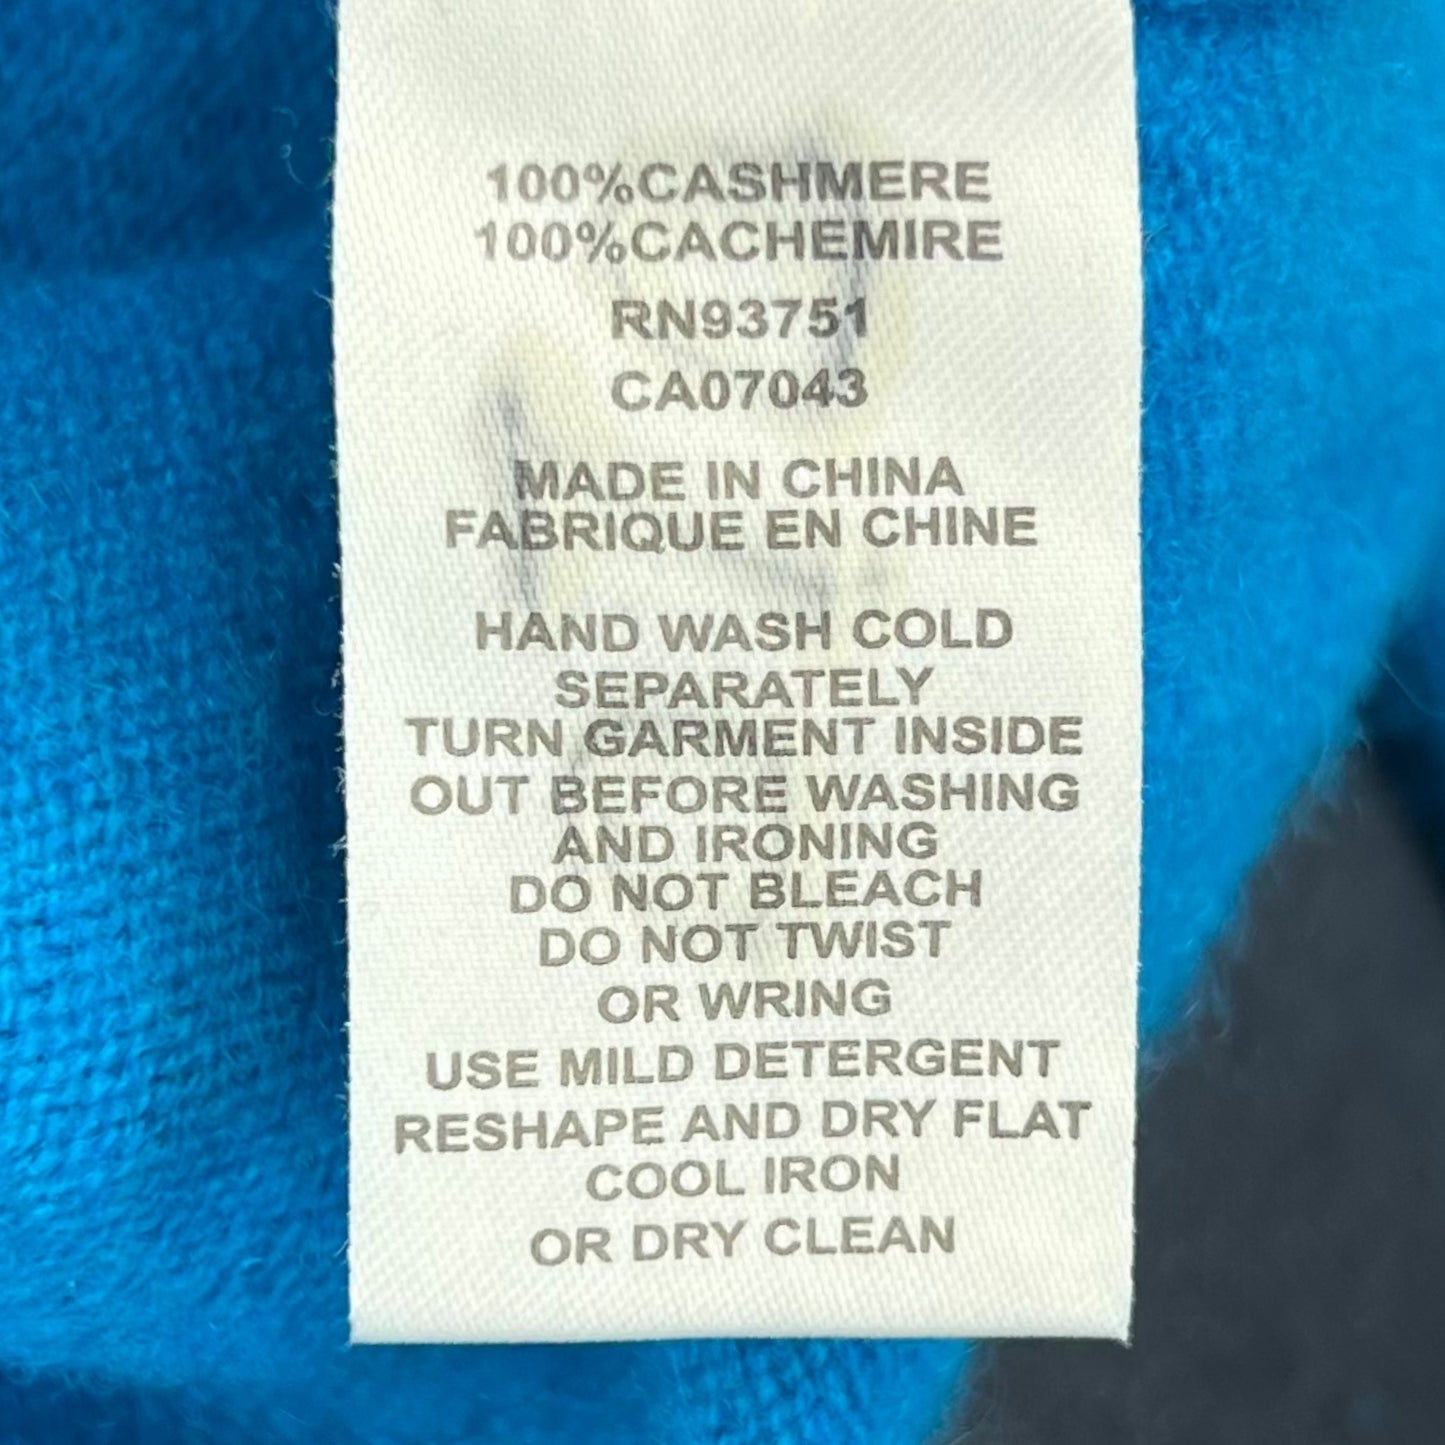 100%CASHMERE
100%CACHEMIRE
RN93751
CA07043
MADE IN CHINA
FABRIQUE EN CHINE
HAND WASH COLD
SEPARATELY
TURN GARMENT INSIDE
OUT BEFORE WASHING
AND IRONING
DO NOT BLEACH
DO NOT TWIST
OR WRING
USE MILD DETERGENT
RESHAPE AND DRY FLAT
COOL IRON
OR DRY CLEAN